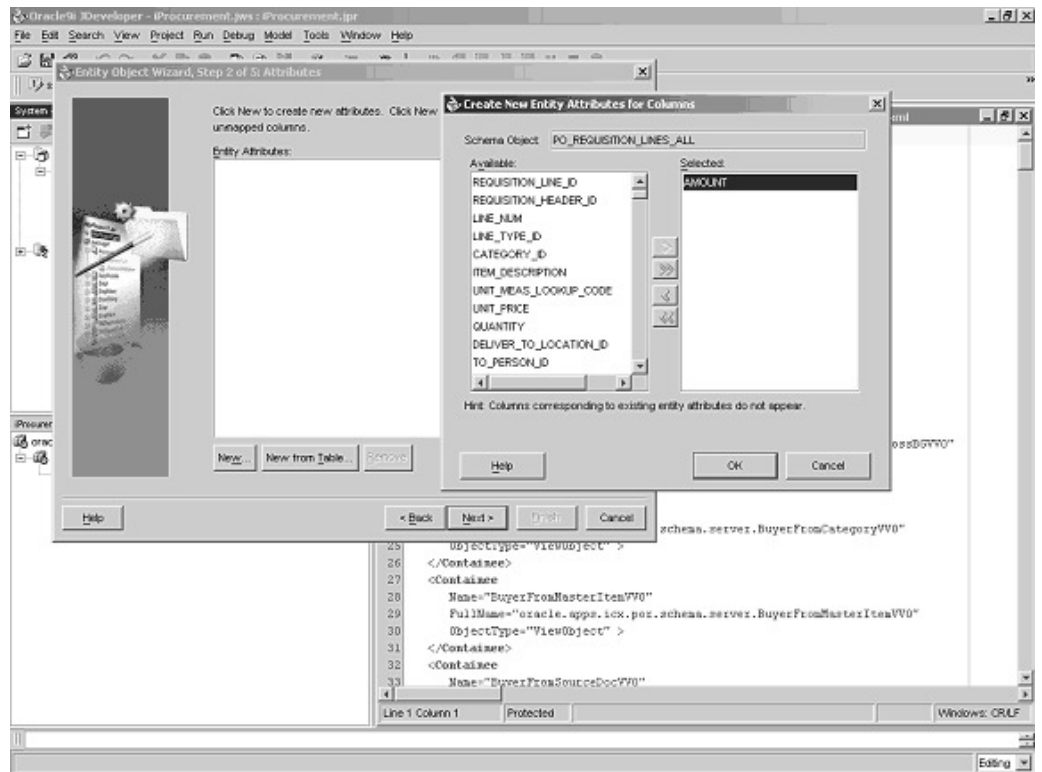 Oracle9i JDeveloper - iProcurement.jws : iProcurement.jpr
File Edit Search View Project Run Debug Model Tools Window Help
Entity Object Wizard, Step 2 of 5: Attributes
Click New to create new attributes. Click New
unmapped columns.
Entity Attributes:
New...
New from Table...
Remove
Help
< Back
Next >
Finish
Cancel
Create New Entity Attributes for Columns
Schema Object: PO_REQUISITION_LINES_ALL
Available:
REQUISITION_LINE_ID
REQUISITION_HEADER_ID
LINE_NUM
LINE_TYPE_ID
CATEGORY_ID
ITEM_DESCRIPTION
UNIT_MEAS_LOOKUP_CODE
UNIT_PRICE
QUANTITY
DELIVER_TO_LOCATION_ID
TO_PERSON_ID
Selected:
AMOUNT
Hint: Columns corresponding to existing entity attributes do not appear.
Help
OK
Cancel
System
iProcurer
orac
schema.server.BuyerFromCategoryVVO"
25 ObjectType="ViewObject" >
26 </Containee>
27 <Containee
28 Name="BuyerFromMasterItemVVO"
29 FullName="oracle.apps.icx.por.schema.server.BuyerFromMasterItemVVO"
30 ObjectType="ViewObject" >
31 </Containee>
32 <Containee
33 Name="BuyerFromSourceDocVVO"
Line 1 Column 1
Protected
Windows: CR/LF
Editing